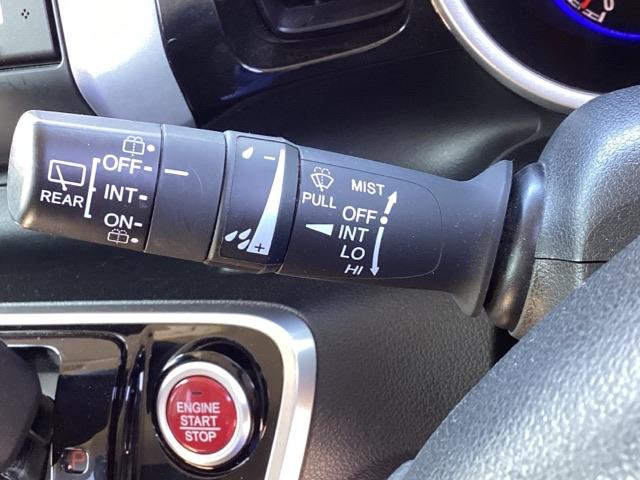 REAR
OFF
INT
ON
PULL
MIST
OFF
INT
LO
HI
ENGINE
START
STOP
R
P